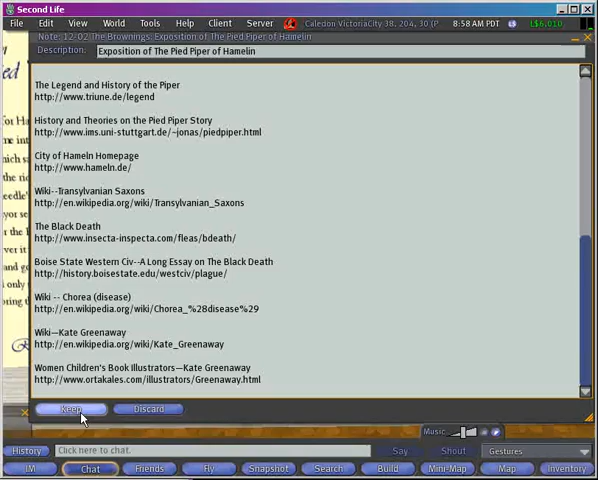 Second Life
File Edit View World Tools Help Chat Client Server Caledon VictoriaCity 38, 204, 30 (P 8:58 AM PDT L$6,010
Note: 12-02 The Brownings: Exposition of The Pied Piper of Hamelin
Description: Exposition of The Pied Piper of Hamelin
The Legend and History of the Piper
http://www.triune.de/legend
History and Theories on the Pied Piper Story
http://www.ims.uni-stuttgart.de/~jonas/piedpiper.html
City of Hameln Homepage
http://www.hameln.de/
Wiki--Transylvanian Saxons
http://en.wikipedia.org/wiki/Transylvanian_Saxons
The Black Death
http://www.insecta-inspecta.com/fleas/bdeath/
Boise State Western Civ--A Long Essay on The Black Death
http://history.boisestate.edu/westciv/plague/
Wiki -- Chorea (disease)
http://en.wikipedia.org/wiki/Chorea_%28disease%29
Wiki—Kate Greenaway
http://en.wikipedia.org/wiki/Kate_Greenaway
Women Children's Book Illustrators—Kate Greenaway
http://www.ortakales.com/illustrators/Greenaway.html
Keep Discard
Music:
History Click here to chat. Say Shout Gestures
IM Chat Friends Fly Snapshot Search Build Mini-Map Map Inventory